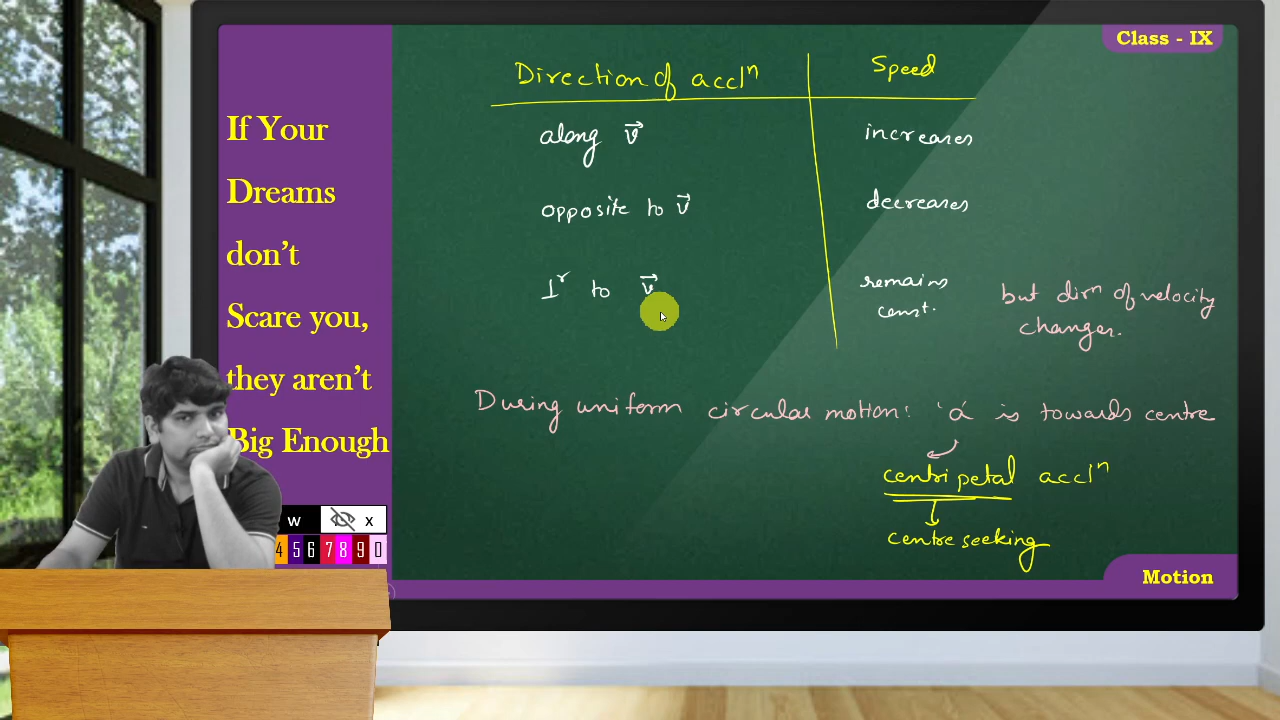 Class - IX
If Your
Dreams
don't
Scare you,
they aren't
Big Enough
Direction of acclⁿ Speed
along v⃗ increases
opposite to v⃗ decreases
⊥ʳ to v⃗ remains
const. but dirⁿ of velocity
changes.
During uniform circular motion: 'a' is towards centre
centripetal acclⁿ
centre seeking
w x
4 5 6 7 8 9 0
Motion